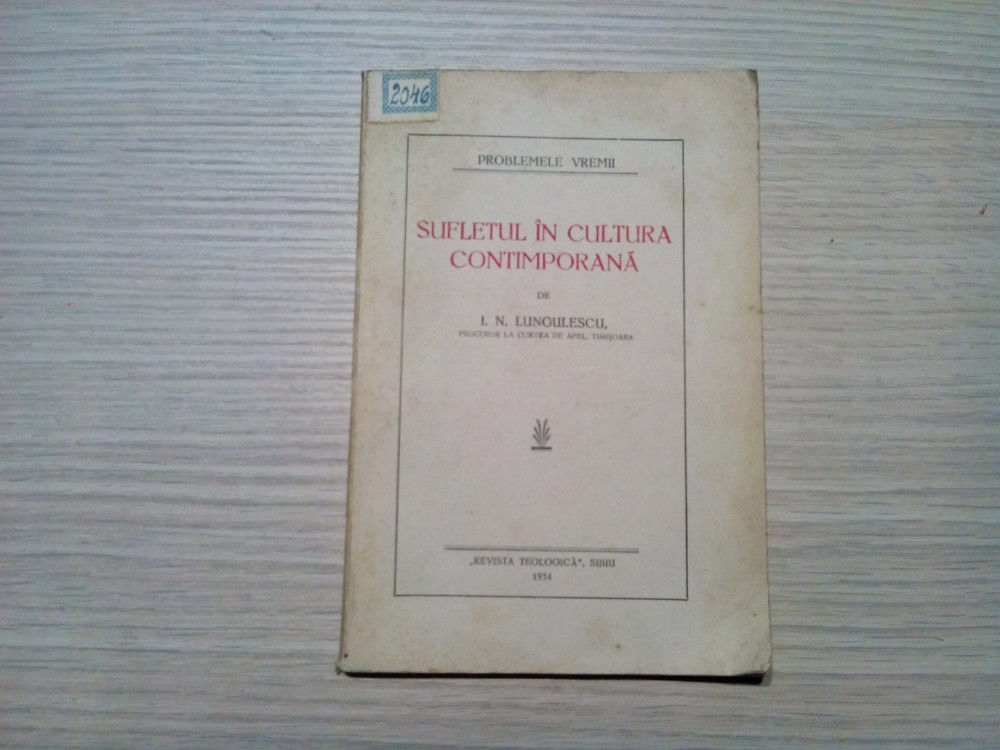 2046
PROBLEMELE VREMII
SUFLETUL ÎN CULTURA
CONTIMPORANĂ
DE
I. N. LUNGULESCU,
PROCUROR LA CURTEA DE APEL, TIMIȘOARA
„REVISTA TEOLOGICĂ", SIBIU
1934